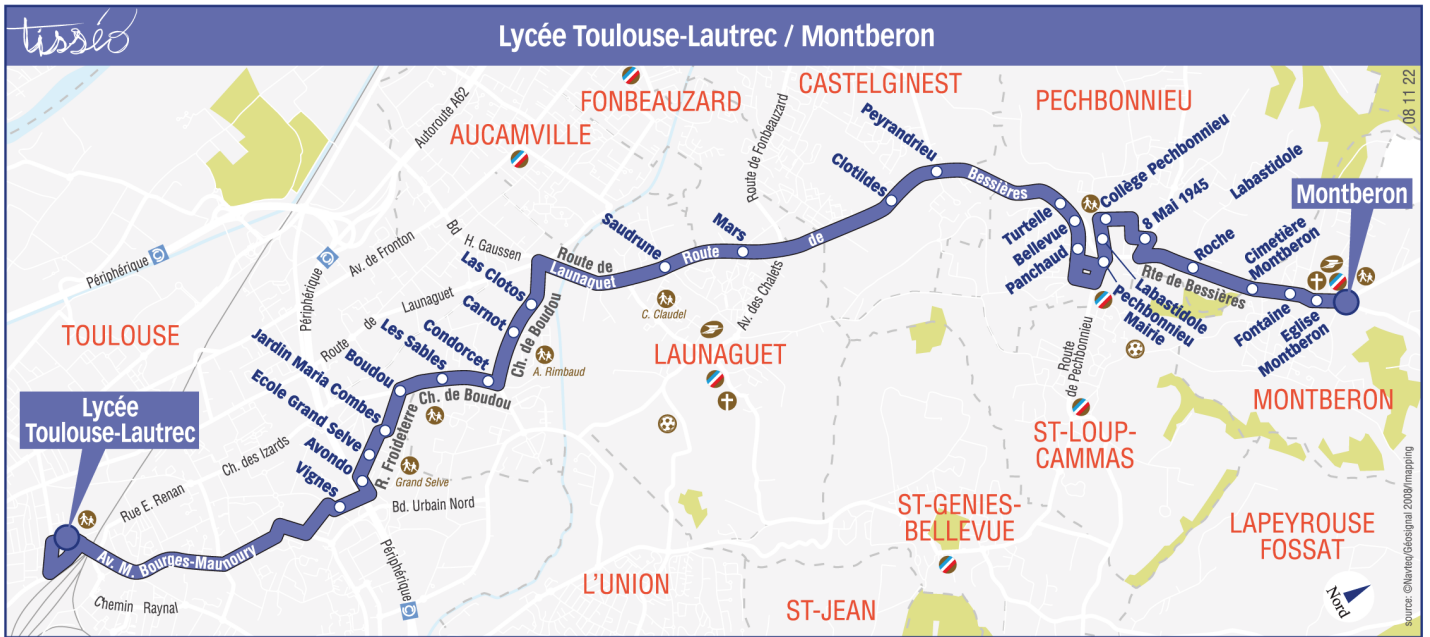 tisséo
Lycée Toulouse-Lautrec / Montberon
08 11 22
FONBEAUZARD
CASTELGINEST
PECHBONNIEU
AUCAMVILLE
Autoroute A62
Route de Fonbeauzard
Peyrandrieu
Clotildes
Bessières
Collège Pechbonnieu
8 Mai 1945
Labastidole
Montberon
Turtelle
Bellevue
Panchaud
Roche
Cimetière
Montberon
Rte de Bessières
Labastidole
Pechbonnieu
Mairie
Fontaine
Eglise
Montberon
Périphérique
Périphérique
Av. de Fronton
Bd H. Gaussen
Saudrune
Mars
Route de
Launaguet
Route
de
Las Clotos
Carnot
Condorcet
Les Sables
Boudou
Jardin Maria Combes
Ecole Grand Selve
Avondo
Vignes
Route
de
Launaguet
Ch. de Boudou
Ch. de Boudou
R. Froideterre
C. Claudel
A. Rimbaud
Grand Selve
Av. des Chalets
LAUNAGUET
Route
de Pechbonnieu
TOULOUSE
MONTBERON
Lycée
Toulouse-Lautrec
ST-LOUP-
CAMMAS
Ch. des Izards
Rue E. Renan
Bd. Urbain Nord
Av. M. Bourges-Maunoury
Périphérique
Chemin Raynal
ST-GENIES-
BELLEVUE
LAPEYROUSE
FOSSAT
L'UNION
ST-JEAN
Nord
source: ©Navteq/Géosignal 2008/Imapping